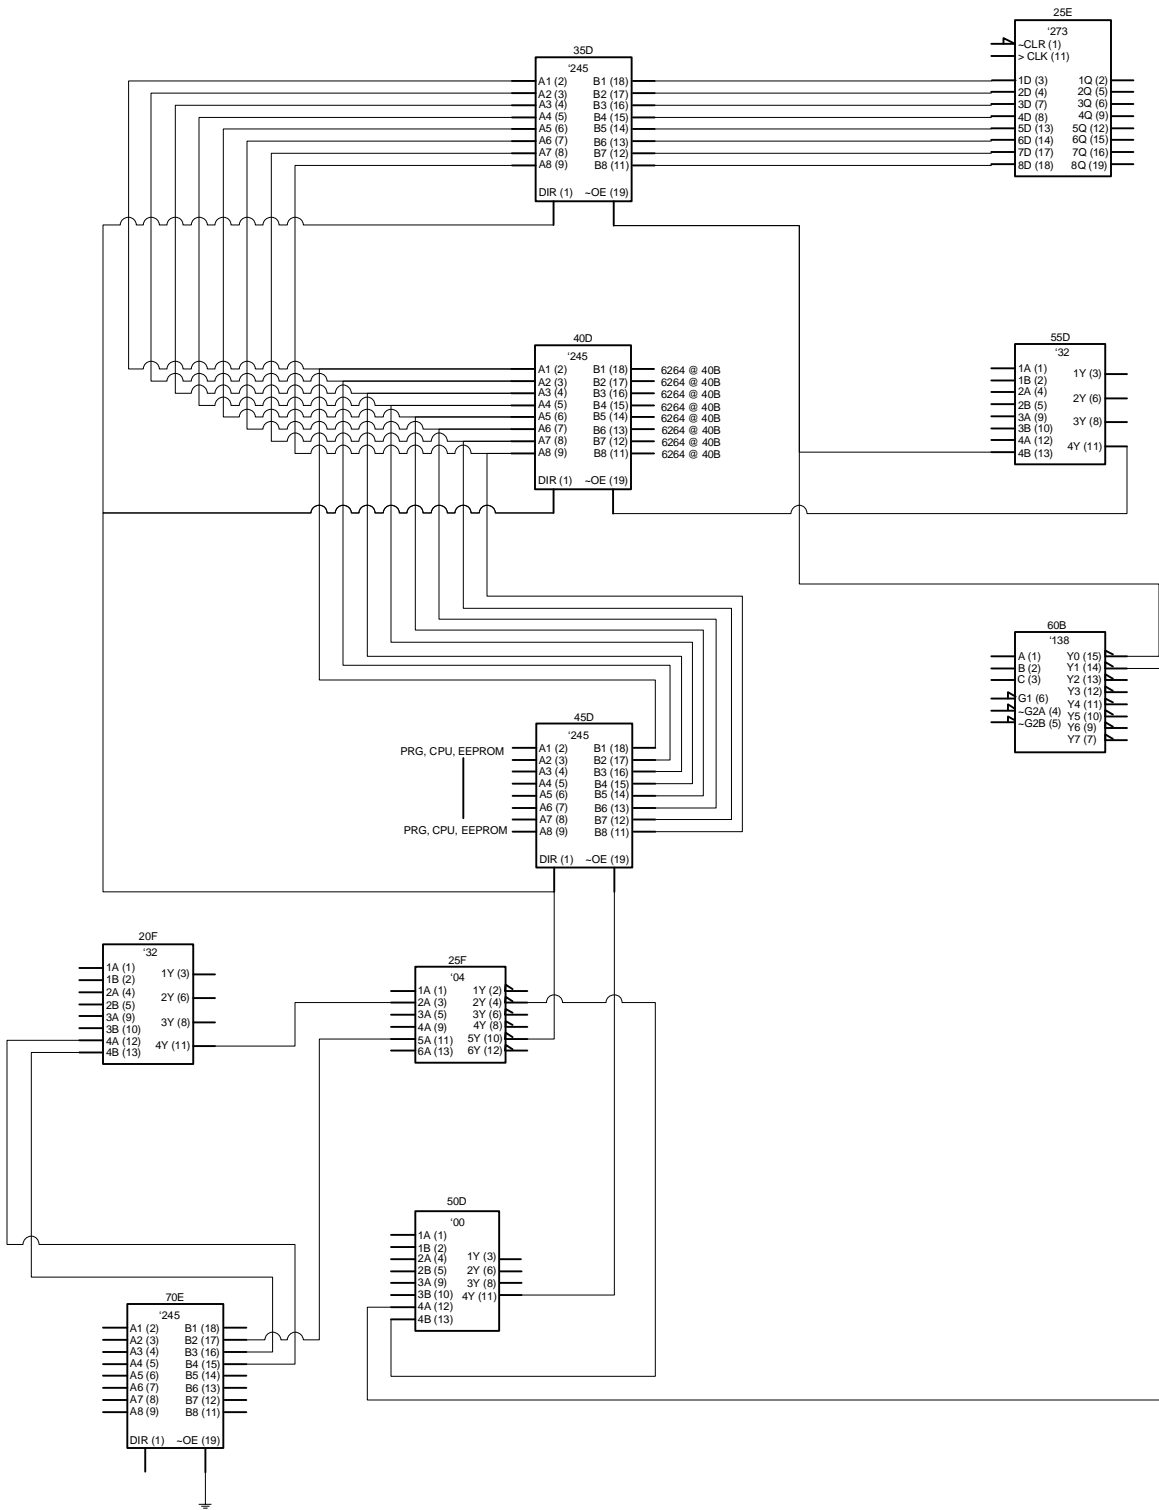 25E
'273
~CLR (1)
> CLK (11)
1D (3) 1Q (2)
2D (4) 2Q (5)
3D (7) 3Q (6)
4D (8) 4Q (9)
5D (13) 5Q (12)
6D (14) 6Q (15)
7D (17) 7Q (16)
8D (18) 8Q (19)
35D
'245
A1 (2) B1 (18)
A2 (3) B2 (17)
A3 (4) B3 (16)
A4 (5) B4 (15)
A5 (6) B5 (14)
A6 (7) B6 (13)
A7 (8) B7 (12)
A8 (9) B8 (11)
DIR (1) ~OE (19)
40D
'245
A1 (2) B1 (18) 6264 @ 40B
A2 (3) B2 (17) 6264 @ 40B
A3 (4) B3 (16) 6264 @ 40B
A4 (5) B4 (15) 6264 @ 40B
A5 (6) B5 (14) 6264 @ 40B
A6 (7) B6 (13) 6264 @ 40B
A7 (8) B7 (12) 6264 @ 40B
A8 (9) B8 (11) 6264 @ 40B
DIR (1) ~OE (19)
55D
'32
1A (1)
1B (2) 1Y (3)
2A (4)
2B (5) 2Y (6)
3A (9)
3B (10) 3Y (8)
4A (12)
4B (13) 4Y (11)
60B
'138
A (1) Y0 (15)
B (2) Y1 (14)
C (3) Y2 (13)
Y3 (12)
G1 (6) Y4 (11)
~G2A (4) Y5 (10)
~G2B (5) Y6 (9)
Y7 (7)
45D
'245
PRG, CPU, EEPROM A1 (2) B1 (18)
A2 (3) B2 (17)
A3 (4) B3 (16)
A4 (5) B4 (15)
A5 (6) B5 (14)
A6 (7) B6 (13)
A7 (8) B7 (12)
PRG, CPU, EEPROM A8 (9) B8 (11)
DIR (1) ~OE (19)
20F
'32
1A (1)
1B (2) 1Y (3)
2A (4)
2B (5) 2Y (6)
3A (9)
3B (10) 3Y (8)
4A (12)
4B (13) 4Y (11)
25F
'04
1A (1) 1Y (2)
2A (3) 2Y (4)
3A (5) 3Y (6)
4A (9) 4Y (8)
5A (11) 5Y (10)
6A (13) 6Y (12)
50D
'00
1A (1)
1B (2)
2A (4) 1Y (3)
2B (5) 2Y (6)
3A (9) 3Y (8)
3B (10) 4Y (11)
4A (12)
4B (13)
70E
'245
A1 (2) B1 (18)
A2 (3) B2 (17)
A3 (4) B3 (16)
A4 (5) B4 (15)
A5 (6) B5 (14)
A6 (7) B6 (13)
A7 (8) B7 (12)
A8 (9) B8 (11)
DIR (1) ~OE (19)